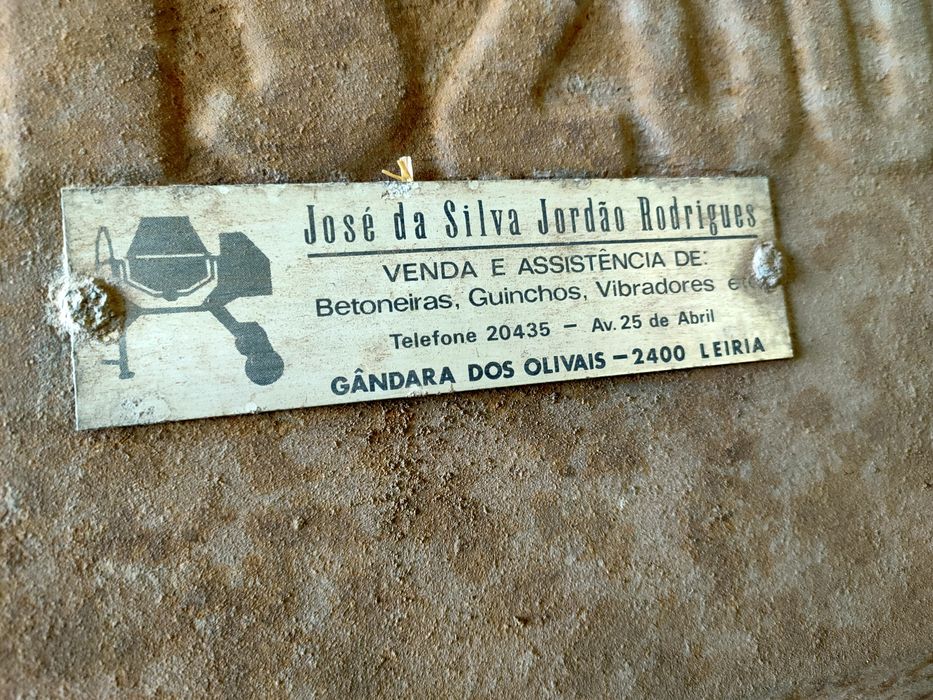 José da Silva Jordão Rodrigues
VENDA E ASSISTÊNCIA DE:
Betoneiras, Guinchos, Vibradores etc.
Telefone 20435 – Av. 25 de Abril
GÂNDARA DOS OLIVAIS – 2400 LEIRIA